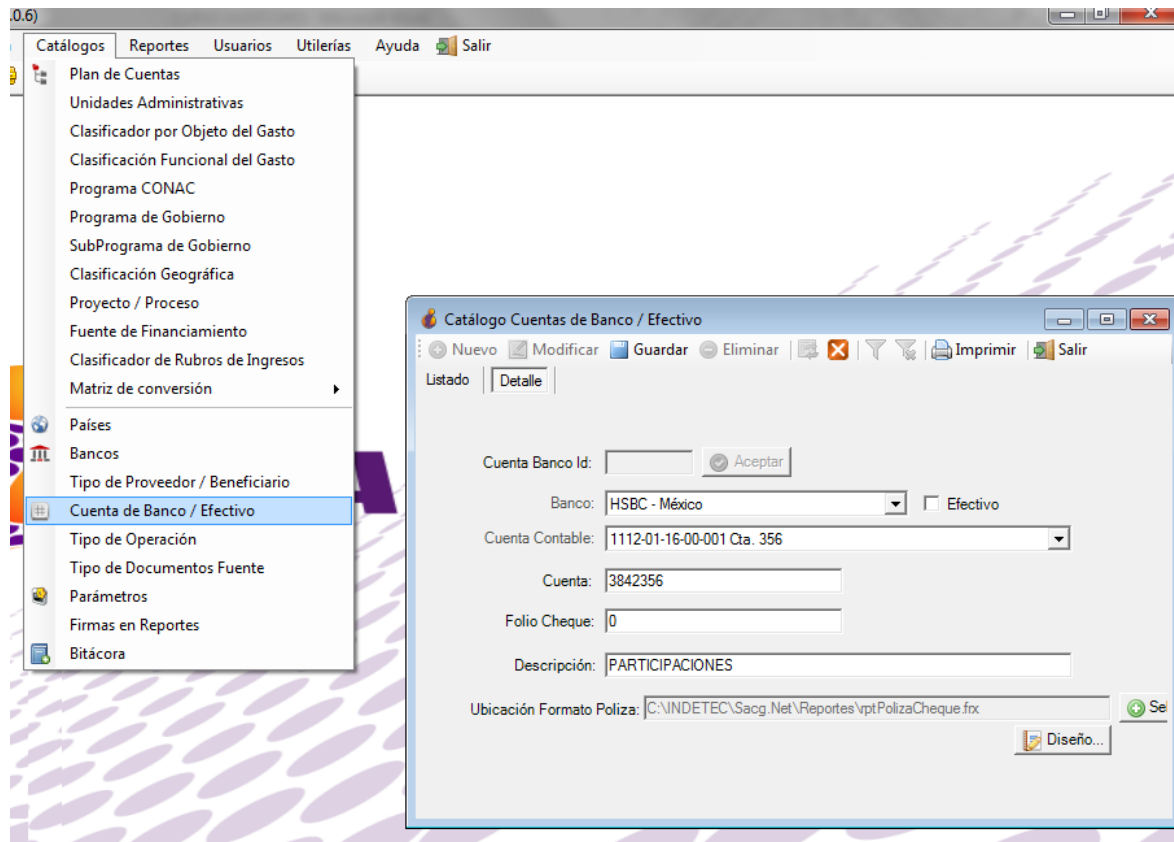 .0.6)
Catálogos Reportes Usuarios Utilerías Ayuda Salir
Plan de Cuentas
Unidades Administrativas
Clasificador por Objeto del Gasto
Clasificación Funcional del Gasto
Programa CONAC
Programa de Gobierno
SubPrograma de Gobierno
Clasificación Geográfica
Proyecto / Proceso
Fuente de Financiamiento
Clasificador de Rubros de Ingresos
Matriz de conversión
Países
Bancos
Tipo de Proveedor / Beneficiario
Cuenta de Banco / Efectivo
Tipo de Operación
Tipo de Documentos Fuente
Parámetros
Firmas en Reportes
Bitácora
A
Catálogo Cuentas de Banco / Efectivo
Nuevo Modificar Guardar Eliminar Imprimir Salir
Listado Detalle
Cuenta Banco Id: Aceptar
Banco: HSBC - México Efectivo
Cuenta Contable: 1112-01-16-00-001 Cta. 356
Cuenta: 3842356
Folio Cheque: 0
Descripción: PARTICIPACIONES
Ubicación Formato Poliza: C:\INDETEC\Sacg.Net\Reportes\rptPolizaCheque.frx Sel
Diseño...